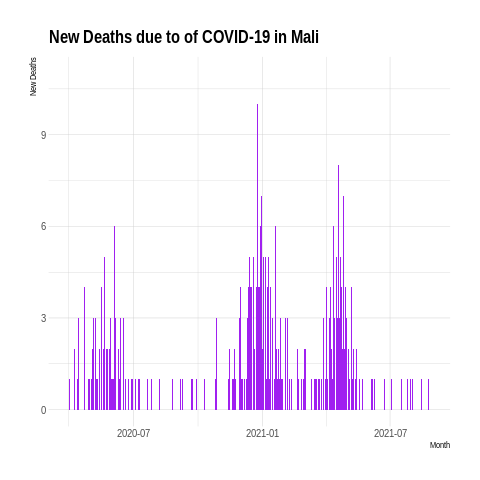 New Deaths due to of COVID-19 in Mali
New Deaths
9
6
3
0
2020-07
2021-01
2021-07
Month